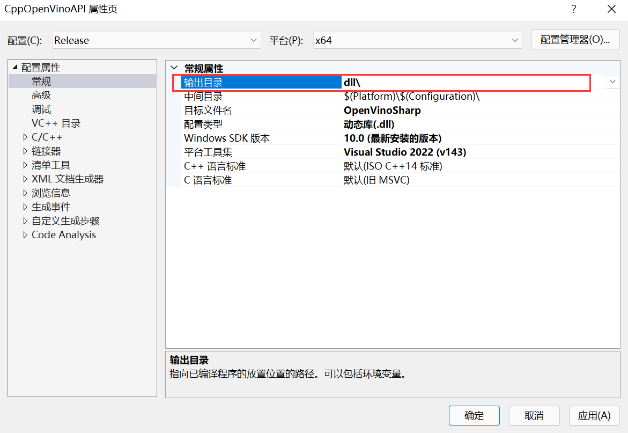 CppOpenVinoAPI 属性页
? ×
配置(C): Release 平台(P): x64 配置管理器(O)...
配置属性
常规
高级
调试
VC++ 目录
C/C++
链接器
清单工具
XML 文档生成器
浏览信息
生成事件
自定义生成步骤
Code Analysis
常规属性
输出目录 dll\
中间目录 $(Platform)\$(Configuration)\
目标文件名 OpenVinoSharp
配置类型 动态库(.dll)
Windows SDK 版本 10.0 (最新安装的版本)
平台工具集 Visual Studio 2022 (v143)
C++ 语言标准 默认(ISO C++14 标准)
C 语言标准 默认(旧 MSVC)
输出目录
指向已编译程序的放置位置的路径。可以包括环境变量。
确定 取消 应用(A)